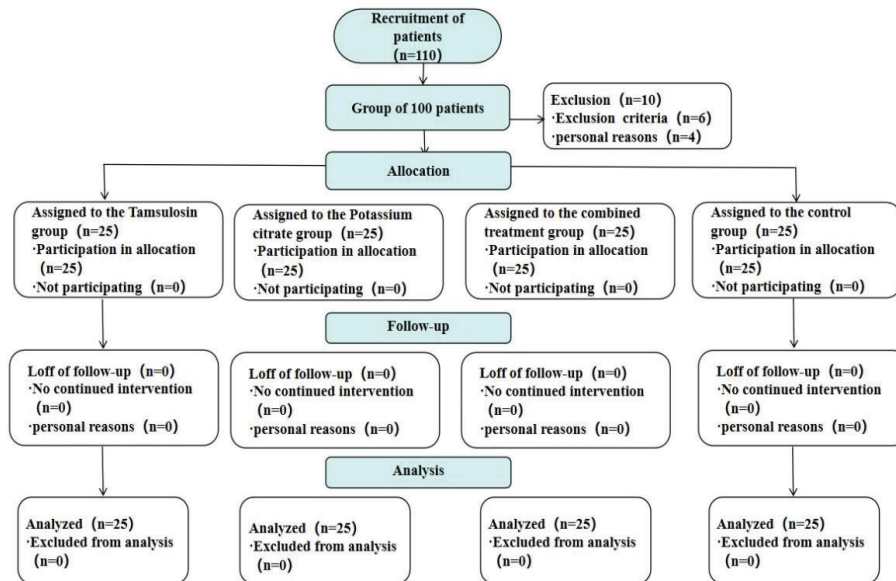 Recruitment of
patients
(n=110)
Group of 100 patients
Exclusion (n=10)
·Exclusion criteria (n=6)
·personal reasons (n=4)
Allocation
Assigned to the Tamsulosin
group (n=25)
·Participation in allocation
(n=25)
·Not participating (n=0)
Assigned to the Potassium
citrate group (n=25)
·Participation in allocation
(n=25)
·Not participating (n=0)
Assigned to the combined
treatment group (n=25)
·Participation in allocation
(n=25)
·Not participating (n=0)
Assigned to the control
group (n=25)
·Participation in allocation
(n=25)
·Not participating (n=0)
Follow-up
Loff of follow-up (n=0)
·No continued intervention
(n=0)
·personal reasons (n=0)
Loff of follow-up (n=0)
·No continued intervention
(n=0)
·personal reasons (n=0)
Loff of follow-up (n=0)
·No continued intervention
(n=0)
·personal reasons (n=0)
Loff of follow-up (n=0)
·No continued intervention
(n=0)
·personal reasons (n=0)
Analysis
Analyzed (n=25)
·Excluded from analysis
(n=0)
Analyzed (n=25)
·Excluded from analysis
(n=0)
Analyzed (n=25)
·Excluded from analysis
(n=0)
Analyzed (n=25)
·Excluded from analysis
(n=0)